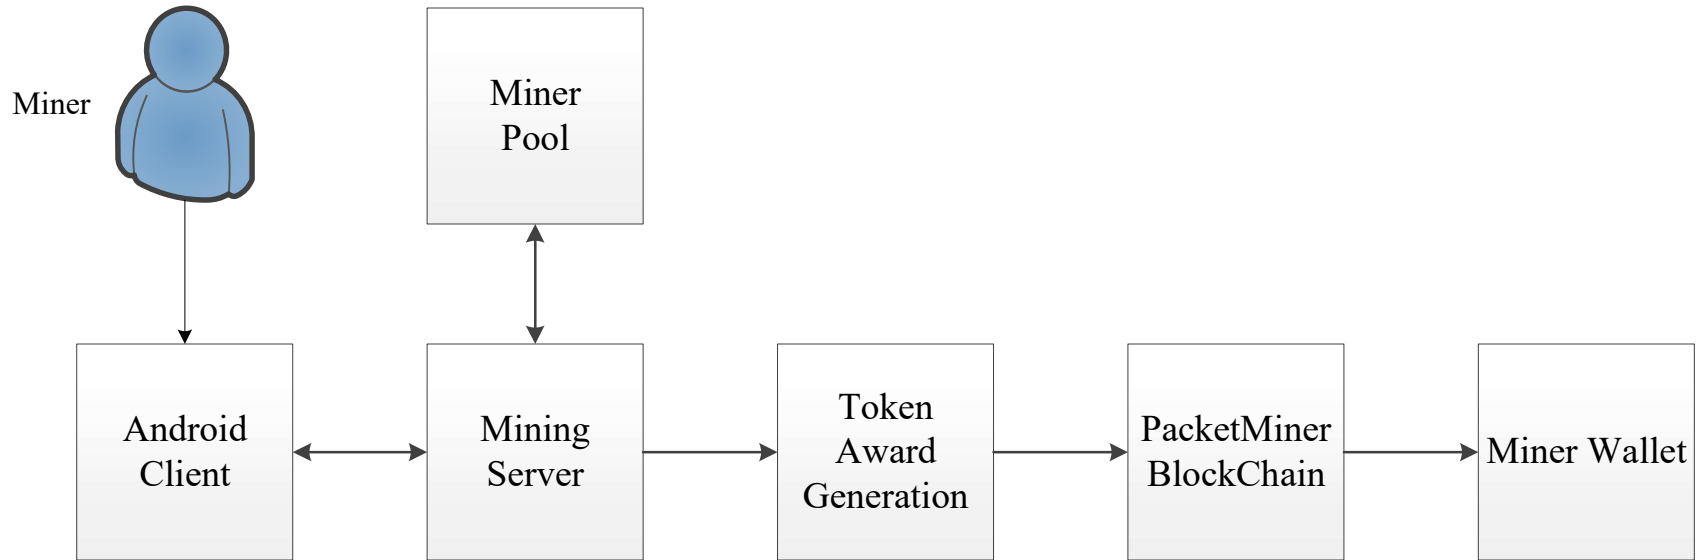 Miner
Miner
Pool
Android
Client
Mining
Server
Token
Award
Generation
PacketMiner
BlockChain
Miner Wallet